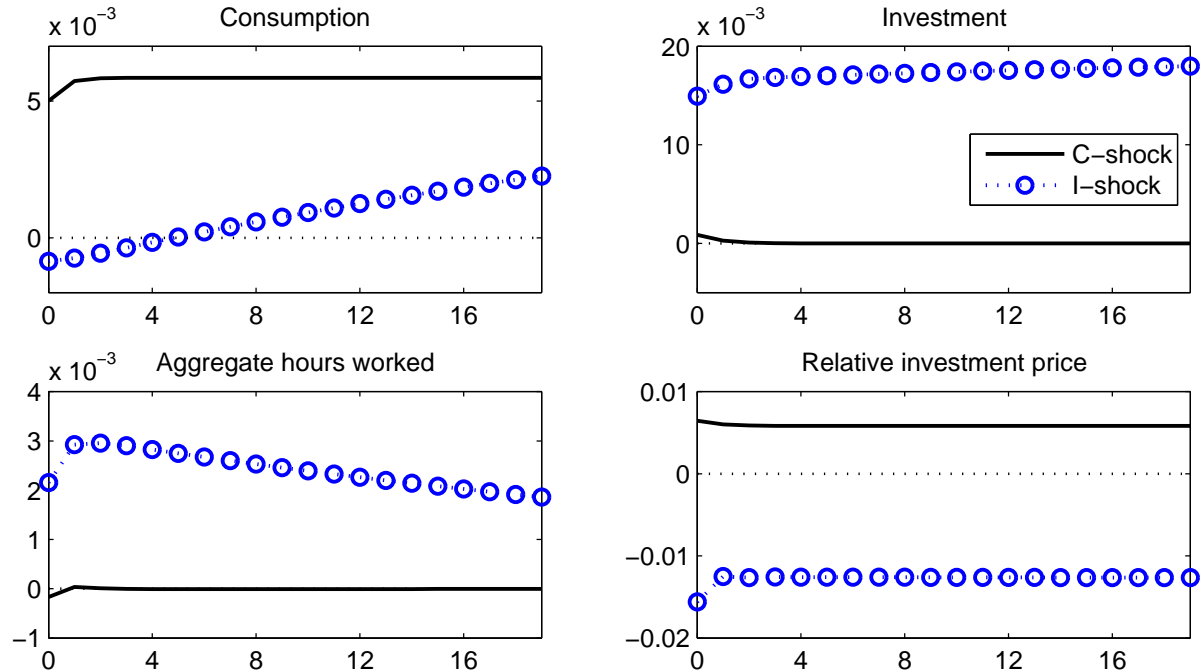 Consumption
x 10−3
5
0
0 4 8 12 16
Investment
x 10−3
20
10
0
0 4 8 12 16
C−shock
I−shock
Aggregate hours worked
x 10−3
4
3
2
1
0
−1
0 4 8 12 16
Relative investment price
0.01
0
−0.01
−0.02
0 4 8 12 16